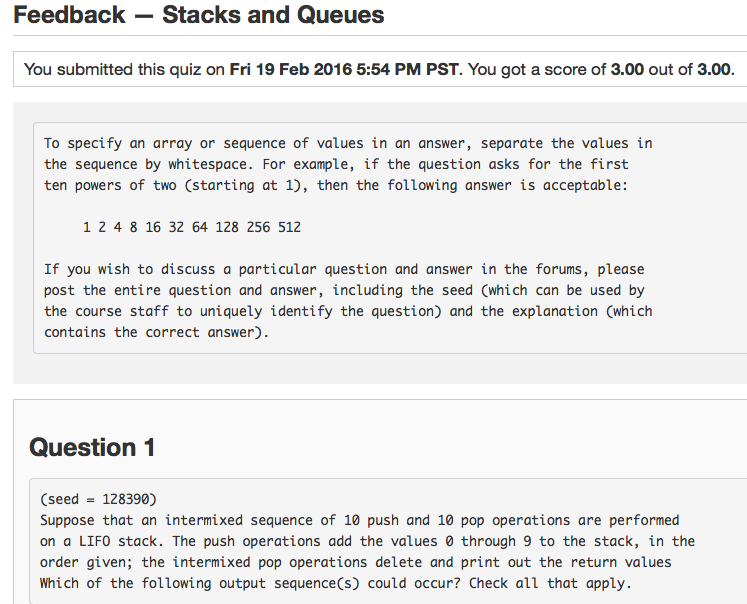 Feedback — Stacks and Queues
You submitted this quiz on Fri 19 Feb 2016 5:54 PM PST. You got a score of 3.00 out of 3.00.
To specify an array or sequence of values in an answer, separate the values in
the sequence by whitespace. For example, if the question asks for the first
ten powers of two (starting at 1), then the following answer is acceptable:
1 2 4 8 16 32 64 128 256 512
If you wish to discuss a particular question and answer in the forums, please
post the entire question and answer, including the seed (which can be used by
the course staff to uniquely identify the question) and the explanation (which
contains the correct answer).
Question 1
(seed = 128390)
Suppose that an intermixed sequence of 10 push and 10 pop operations are performed
on a LIFO stack. The push operations add the values 0 through 9 to the stack, in the
order given; the intermixed pop operations delete and print out the return values
Which of the following output sequence(s) could occur? Check all that apply.